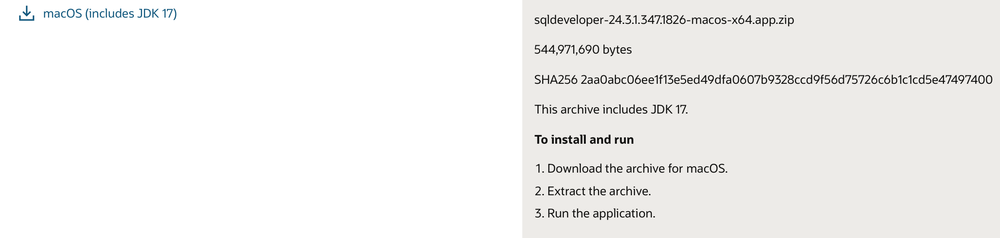 macOS (includes JDK 17)
sqldeveloper-24.3.1.347.1826-macos-x64.app.zip
544,971,690 bytes
SHA256 2aa0abc06ee1f13e5ed49dfa0607b9328ccd9f56d75726c6b1c1cd5e47497400
This archive includes JDK 17.
To install and run
1. Download the archive for macOS.
2. Extract the archive.
3. Run the application.